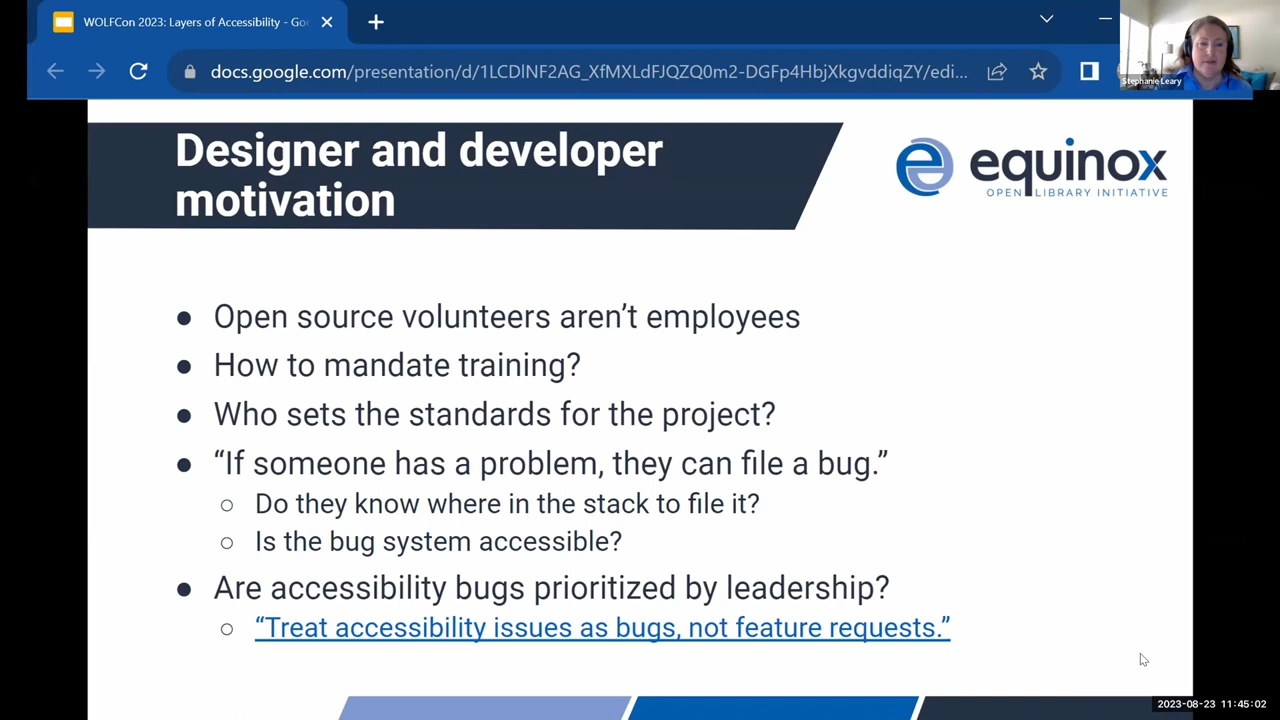 WOLFCon 2023: Layers of Accessibility - Goo
docs.google.com/presentation/d/1LCDlNF2AG_XfMXLdFJQZQ0m2-DGFp4HbjXkgvddiqZY/edi...
Stephanie Leary
Designer and developer
motivation
equinox
OPEN LIBRARY INITIATIVE
● Open source volunteers aren’t employees
● How to mandate training?
● Who sets the standards for the project?
● “If someone has a problem, they can file a bug.”
○ Do they know where in the stack to file it?
○ Is the bug system accessible?
● Are accessibility bugs prioritized by leadership?
○ “Treat accessibility issues as bugs, not feature requests.”
2023-08-23 11:45:02